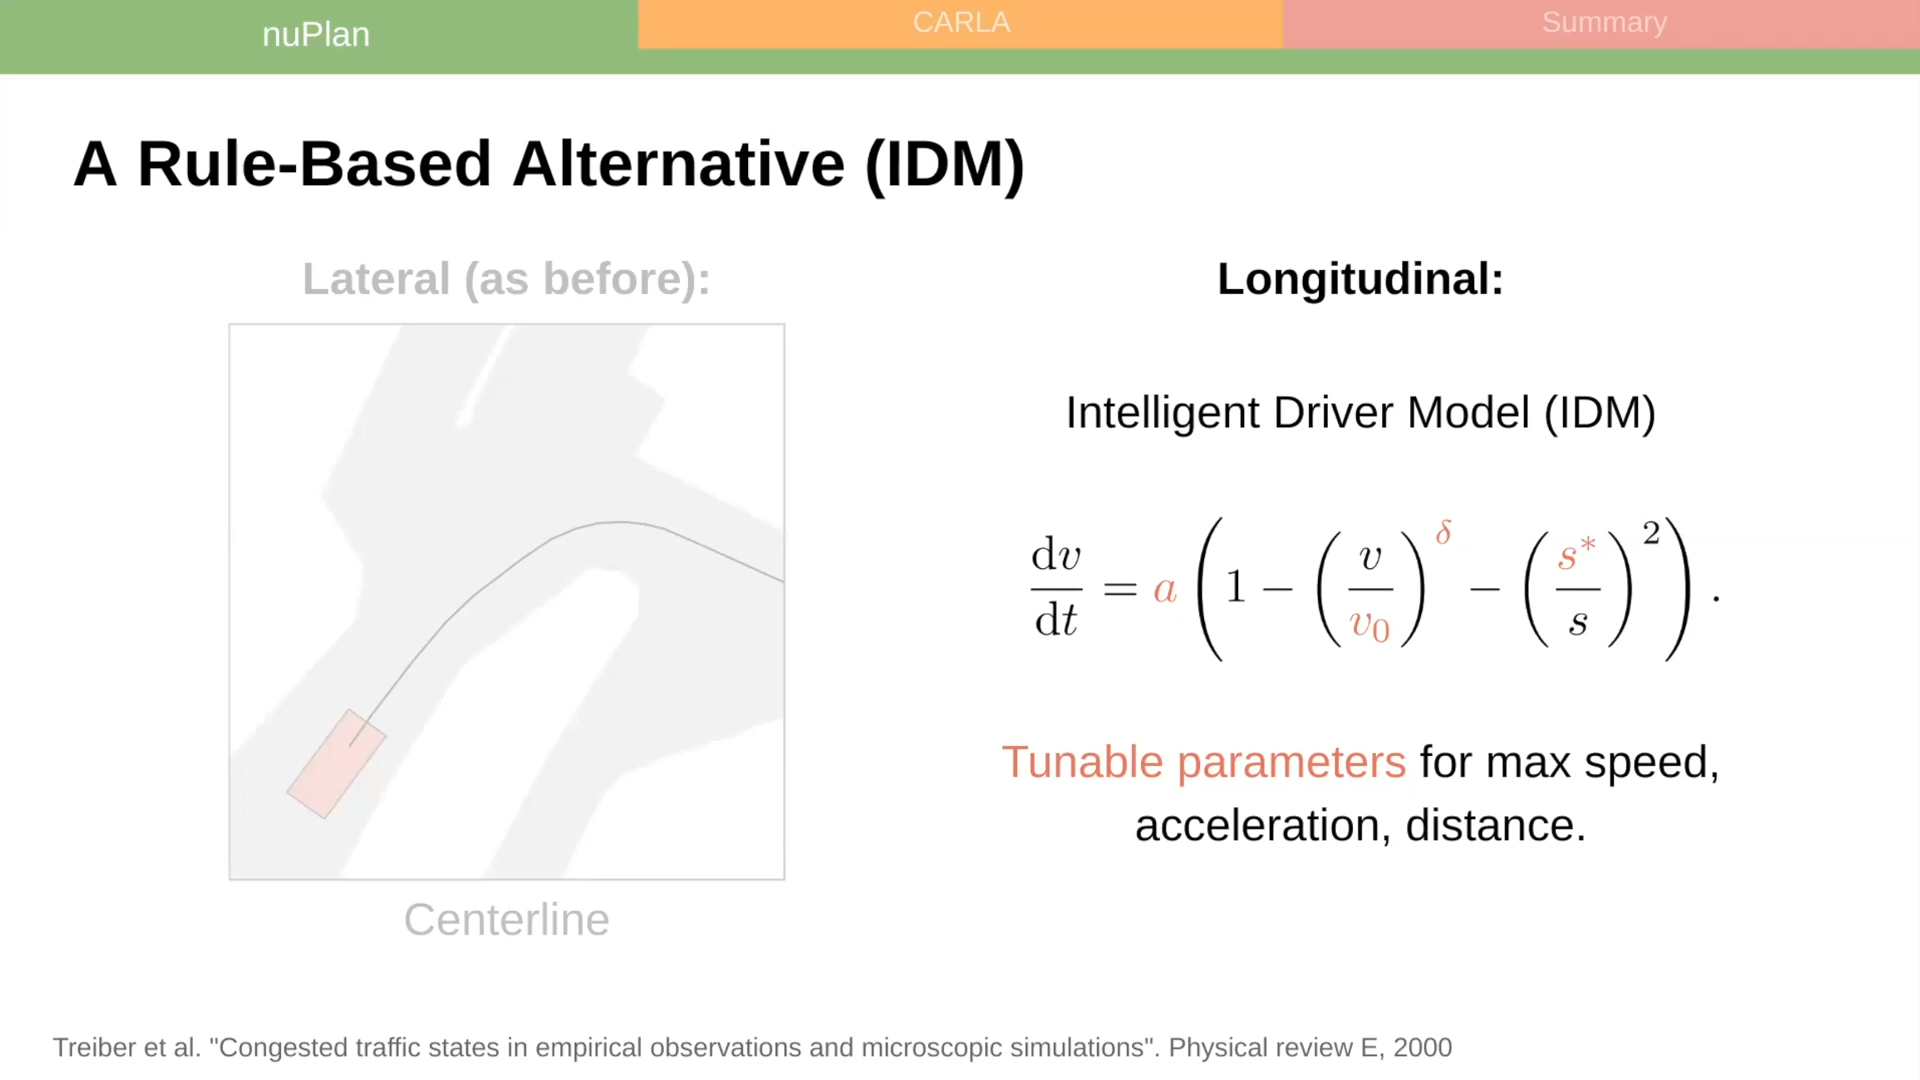 nuPlan
CARLA
Summary
A Rule-Based Alternative (IDM)
Lateral (as before):
Centerline
Longitudinal:
Intelligent Driver Model (IDM)
dv/dt = a (1 − (v/v₀)^δ − (s*/s)²) .
Tunable parameters for max speed,
acceleration, distance.
Treiber et al. "Congested traffic states in empirical observations and microscopic simulations". Physical review E, 2000